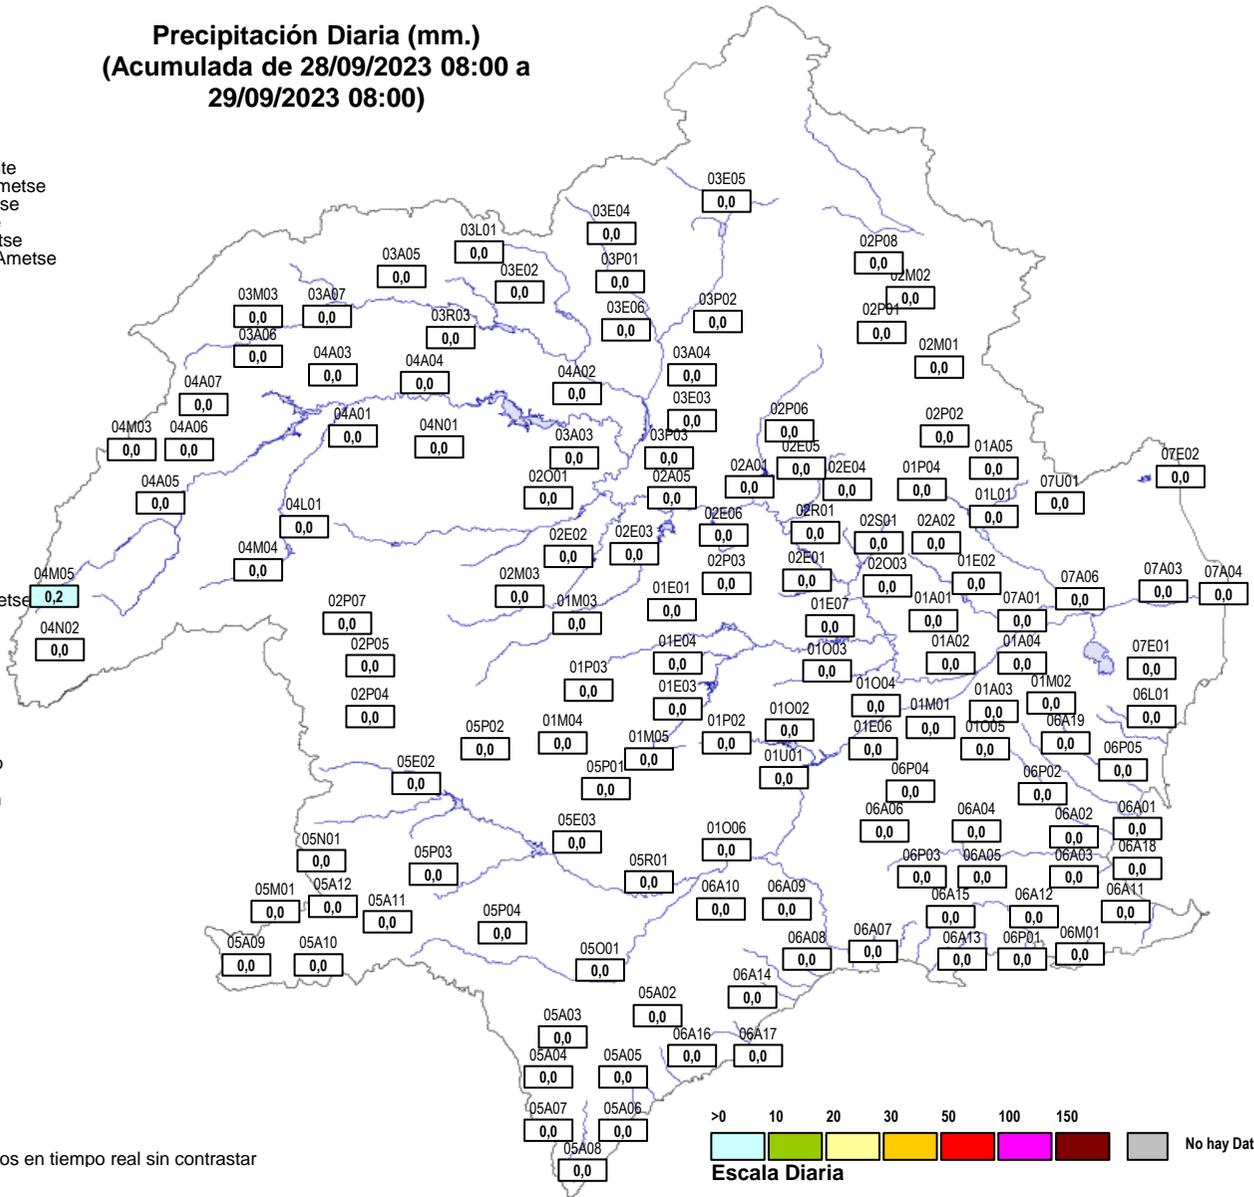 Precipitación Diaria (mm.)
(Acumulada de 28/09/2023 08:00 a
29/09/2023 08:00)
te
metse
se
tse
Ametse
03E05
0,0
03E04
0,0
03L01
0,0
02P08
0,0
03A05
0,0
03P01
0,0
03E02
0,0
02M02
0,0
03M03
0,0
03A07
0,0
03P02
0,0
03E06
0,0
02P01
0,0
03R03
0,0
03A06
0,0
02M01
0,0
04A03
0,0
03A04
0,0
04A04
0,0
04A02
0,0
04A07
0,0
03E03
0,0
02P06
0,0
04A01
0,0
02P02
0,0
04M03
0,0
04A06
0,0
04N01
0,0
03A03
0,0
03P03
0,0
02E05
0,0
01A05
0,0
07E02
0,0
02A01
0,0
02E04
0,0
01P04
0,0
04A05
0,0
02O01
0,0
02A05
0,0
07U01
0,0
01L01
0,0
04L01
0,0
02E06
0,0
02R01
0,0
02S01
0,0
02A02
0,0
02E02
0,0
02E03
0,0
04M04
0,0
02P03
0,0
02E01
0,0
02O03
0,0
01E02
0,0
04M05
etse
0,2
02M03
0,0
07A06
0,0
07A03
0,0
07A04
0,0
01E01
0,0
02P07
0,0
01M03
0,0
01E07
0,0
01A01
0,0
07A01
0,0
04N02
0,0
02P05
0,0
01E04
0,0
01O03
0,0
01A02
0,0
01A04
0,0
07E01
0,0
01P03
0,0
01E03
0,0
01O04
0,0
01A03
0,0
01M02
0,0
02P04
0,0
06L01
0,0
01M01
0,0
05P02
0,0
01M04
0,0
01P02
0,0
01O02
0,0
01E06
0,0
01O05
0,0
06A19
0,0
01M05
0,0
06P05
0,0
o
05E02
0,0
05P01
0,0
01U01
0,0
06P04
0,0
06P02
0,0
05E03
0,0
06A06
0,0
06A04
0,0
06A02
0,0
06A01
0,0
05N01
0,0
01O06
0,0
05P03
0,0
05R01
0,0
06P03
0,0
06A05
0,0
06A03
0,0
06A18
0,0
05M01
0,0
05A12
0,0
05A11
0,0
06A10
0,0
06A09
0,0
06A15
0,0
06A12
0,0
06A11
0,0
05P04
0,0
05A09
0,0
05A10
0,0
05O01
0,0
06A08
0,0
06A07
0,0
06A13
0,0
06P01
0,0
06M01
0,0
06A14
0,0
05A02
0,0
05A03
0,0
06A16
0,0
06A17
0,0
05A04
0,0
05A05
0,0
05A07
0,0
05A06
0,0
05A08
0,0
>0 10 20 30 50 100 150
No hay Dat
Escala Diaria
os en tiempo real sin contrastar